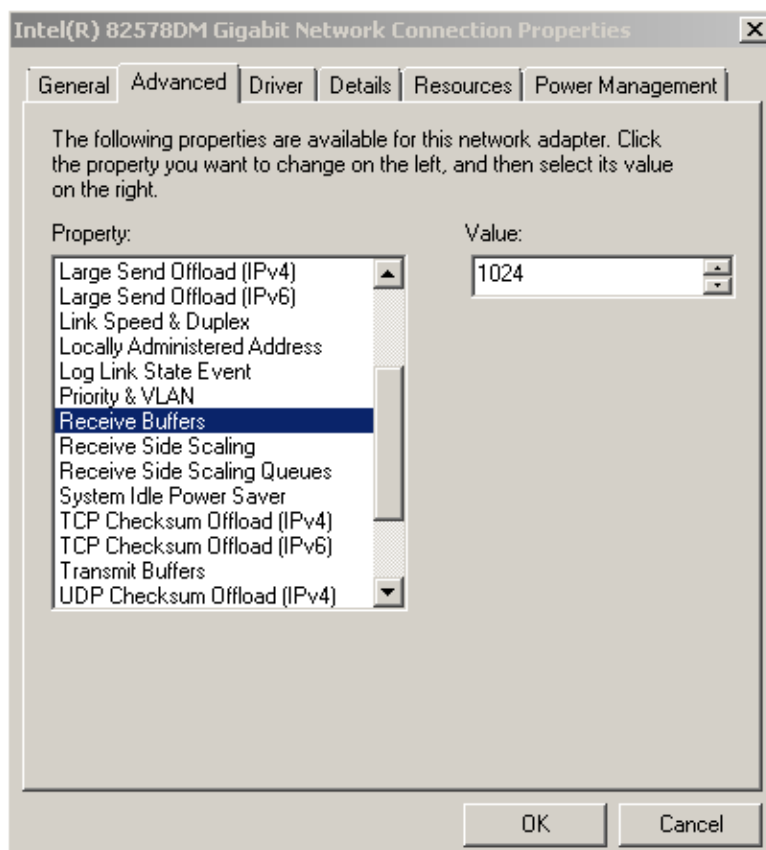 Intel(R) 82578DM Gigabit Network Connection Properties
General Advanced Driver Details Resources Power Management
The following properties are available for this network adapter. Click
the property you want to change on the left, and then select its value
on the right.
Property:
Value:
Large Send Offload (IPv4)
Large Send Offload (IPv6)
Link Speed & Duplex
Locally Administered Address
Log Link State Event
Priority & VLAN
Receive Buffers
Receive Side Scaling
Receive Side Scaling Queues
System Idle Power Saver
TCP Checksum Offload (IPv4)
TCP Checksum Offload (IPv6)
Transmit Buffers
UDP Checksum Offload (IPv4)
1024
OK
Cancel